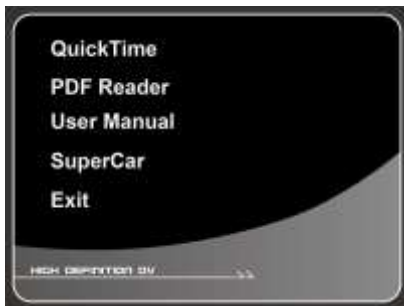 QuickTime
PDF Reader
User Manual
SuperCar
Exit
HIGH DEFINITION DV
>>